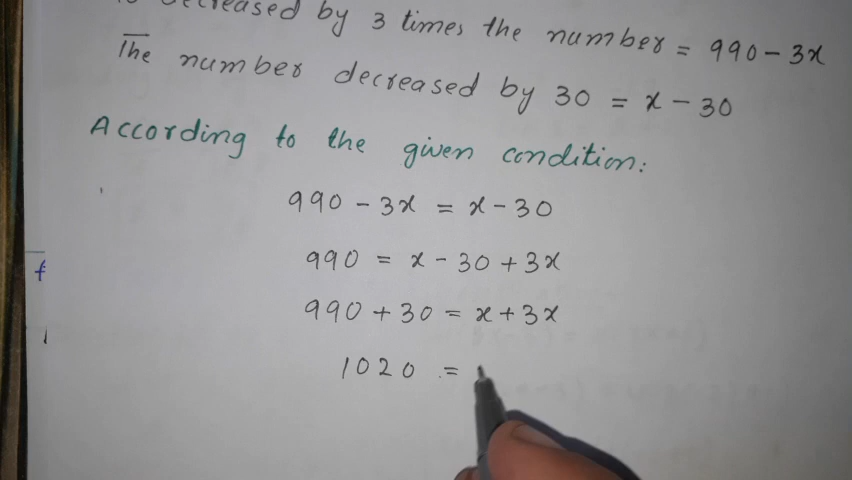 by 3 times the number = 990 - 3x
The number decreased by 30 = x - 30
According to the given condition:
990 - 3x = x - 30
990 = x - 30 + 3x
f
990 + 30 = x + 3x
1020 =